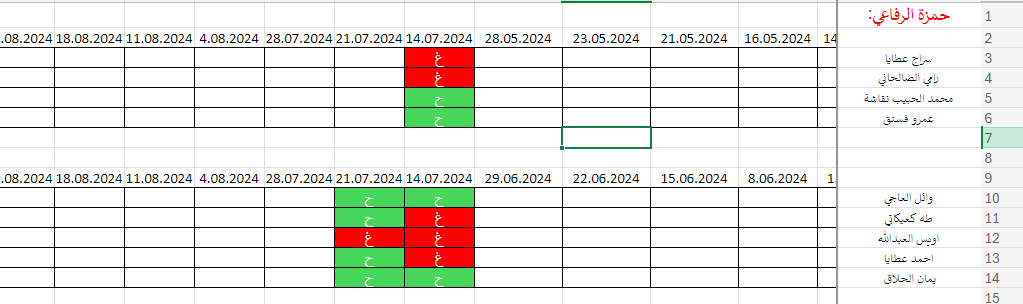 حمزة الرفاعي: 1
14 16.05.2024 21.05.2024 23.05.2024 28.05.2024 14.07.2024 21.07.2024 28.07.2024 4.08.2024 11.08.2024 18.08.2024 .08.2024 2
سراج عطايا غ 3
رامي الصالحاني غ 4
محمد الحبيب نقاشة ح 5
عمرو فستق ح 6
7
8
1. 8.06.2024 15.06.2024 22.06.2024 29.06.2024 14.07.2024 21.07.2024 28.07.2024 4.08.2024 11.08.2024 18.08.2024 .08.2024 9
وائل العاجي ح ح 10
طه كعيكاتي غ ح 11
اويس العبدالله غ غ 12
احمد عطايا غ ح 13
يمان الحلاق ح ح 14
15